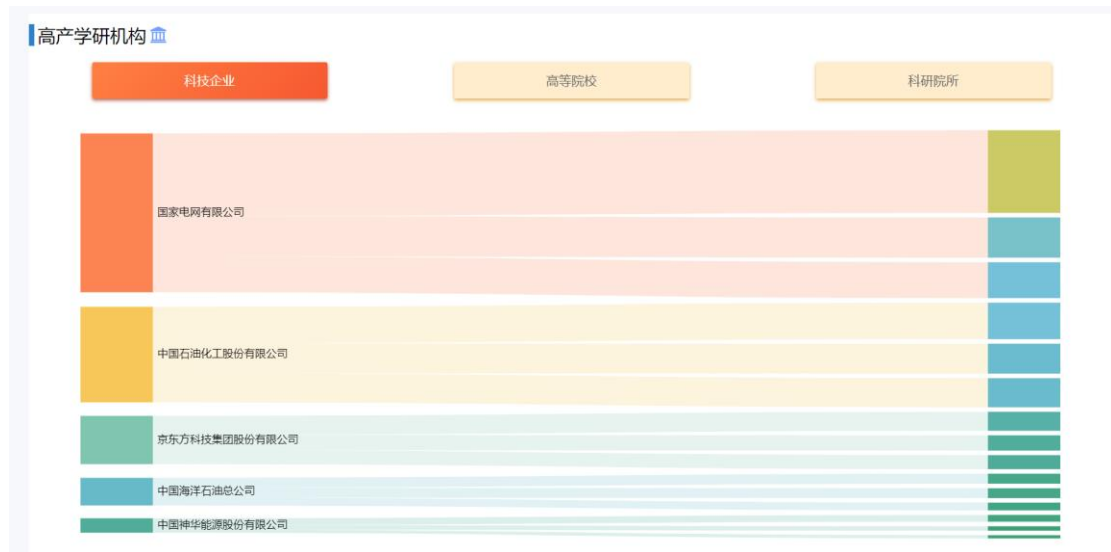 高产学研机构
科技企业
高等院校
科研院所
国家电网有限公司
中国石油化工股份有限公司
京东方科技集团股份有限公司
中国海洋石油总公司
中国神华能源股份有限公司